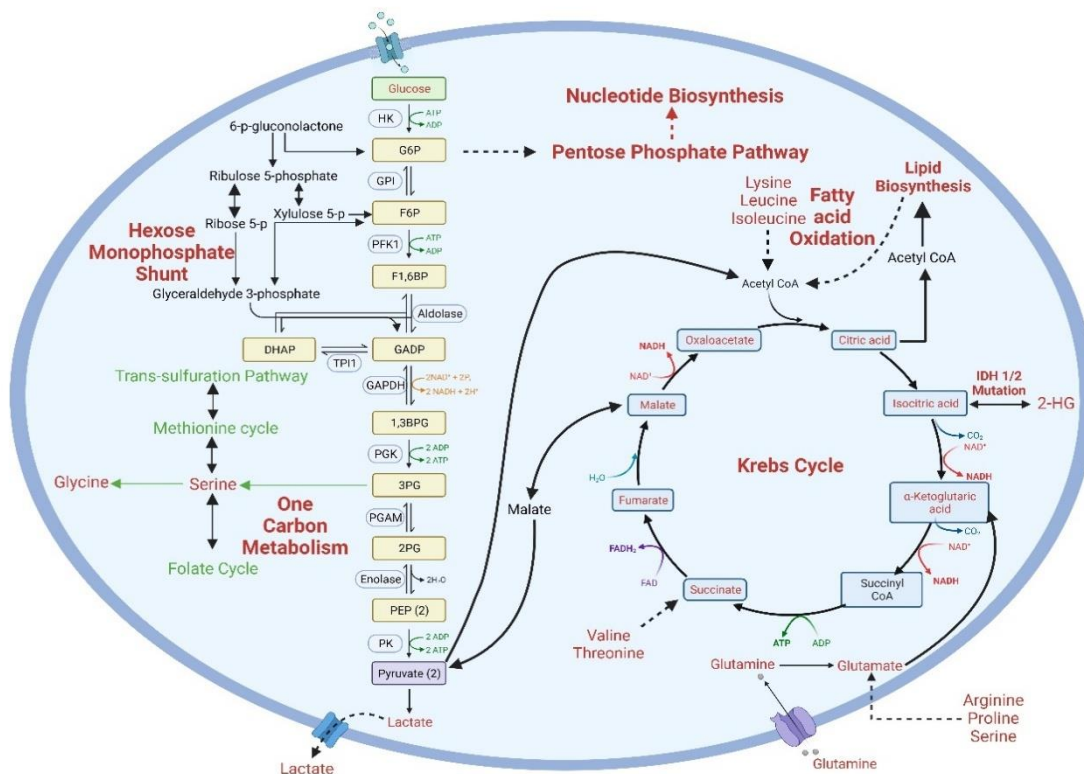 Glucose
HK
ATP
ADP
G6P
GPI
F6P
PFK1
ATP
ADP
F1,6BP
Aldolase
DHAP
TPI1
GADP
GAPDH
2NAD⁺ + 2Pᵢ
2 NADH + 2H⁺
1,3BPG
PGK
2 ADP
2 ATP
3PG
PGAM
2PG
Enolase
2H₂O
PEP (2)
PK
2 ADP
2 ATP
Pyruvate (2)
Lactate
Lactate
6-p-gluconolactone
Ribulose 5-phosphate
Xylulose 5-p
Ribose 5-p
Hexose
Monophosphate
Shunt
Glyceraldehyde 3-phosphate
Trans-sulfuration Pathway
Methionine cycle
Glycine
Serine
One
Carbon
Metabolism
Folate Cycle
Nucleotide Biosynthesis
Pentose Phosphate Pathway
Lysine
Leucine
Isoleucine
Fatty
acid
Oxidation
Lipid
Biosynthesis
Acetyl CoA
Acetyl CoA
Oxaloacetate
Citric acid
NADH
NAD⁺
Malate
IDH 1/2
Mutation
Isocitric acid
2-HG
CO₂
NAD⁺
NADH
Krebs Cycle
H₂O
Fumarate
α-Ketoglutaric
acid
CO₂
NAD⁺
NADH
Malate
FADH₂
FAD
Succinate
Succinyl
CoA
ATP
ADP
Valine
Threonine
Glutamine
Glutamate
Arginine
Proline
Serine
Glutamine